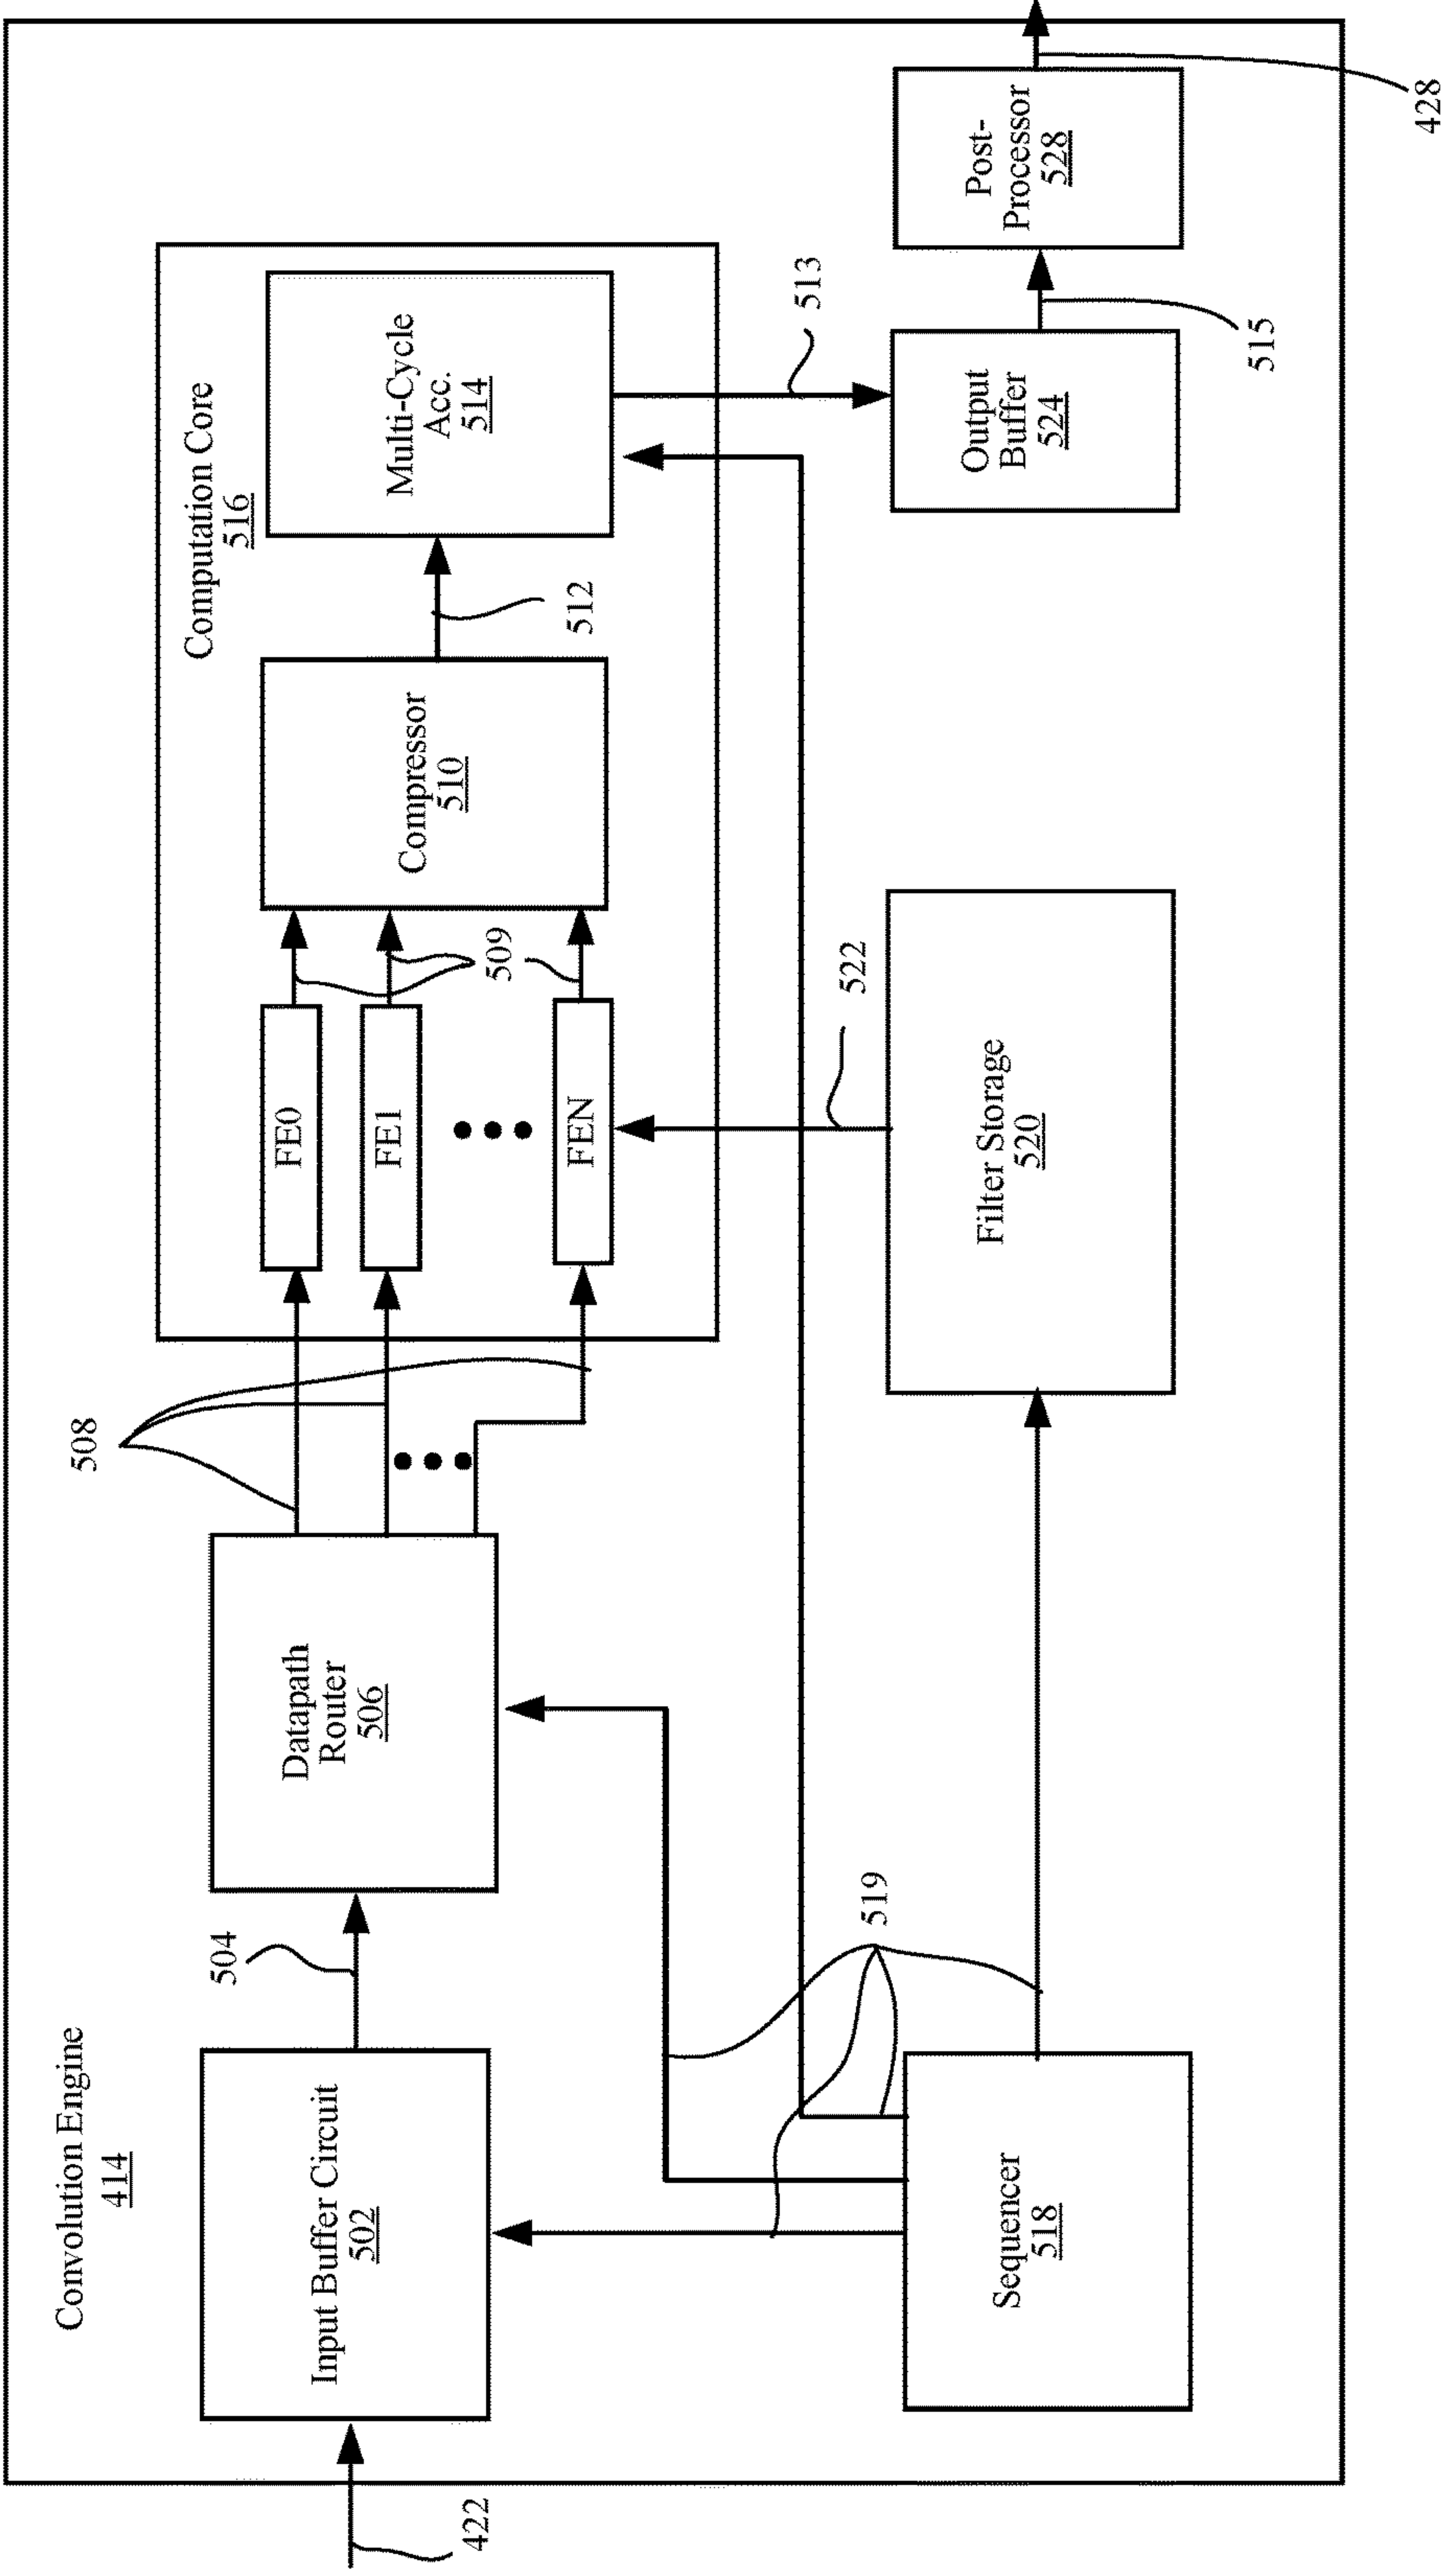 Convolution Engine
414
Computation Core
516
422
Input Buffer Circuit
502
504
Datapath
Router
506
508
FE0
FE1
FEN
509
Compressor
510
512
Multi-Cycle
Acc.
514
513
522
519
Sequencer
518
Filter Storage
520
Output
Buffer
524
515
Post-
Processor
528
428